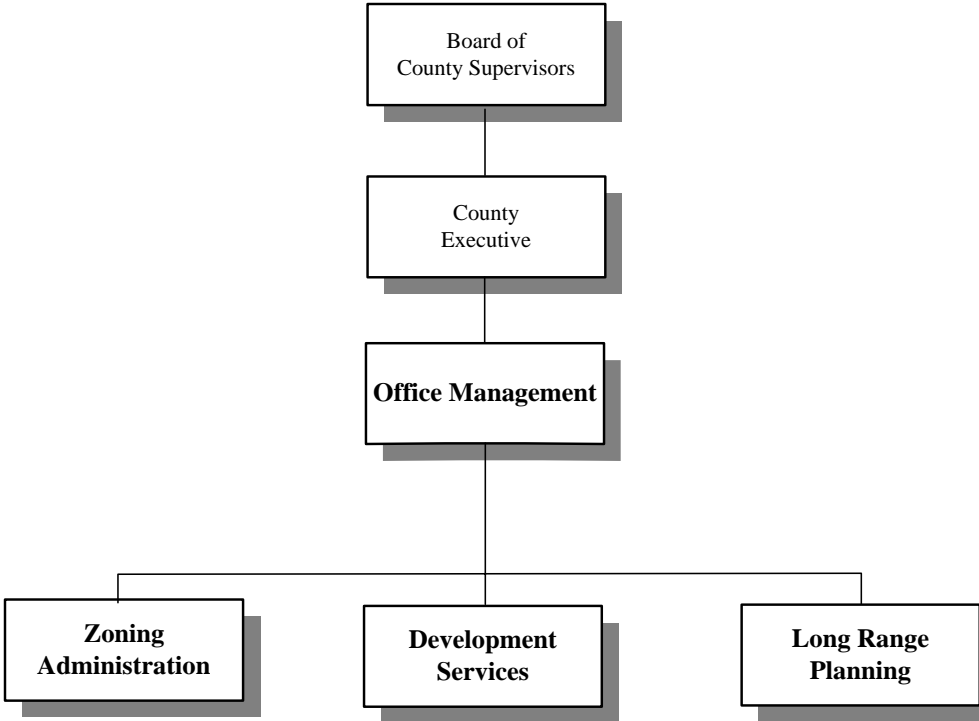 Board of
County Supervisors
County
Executive
Office Management
Zoning
Administration
Development
Services
Long Range
Planning